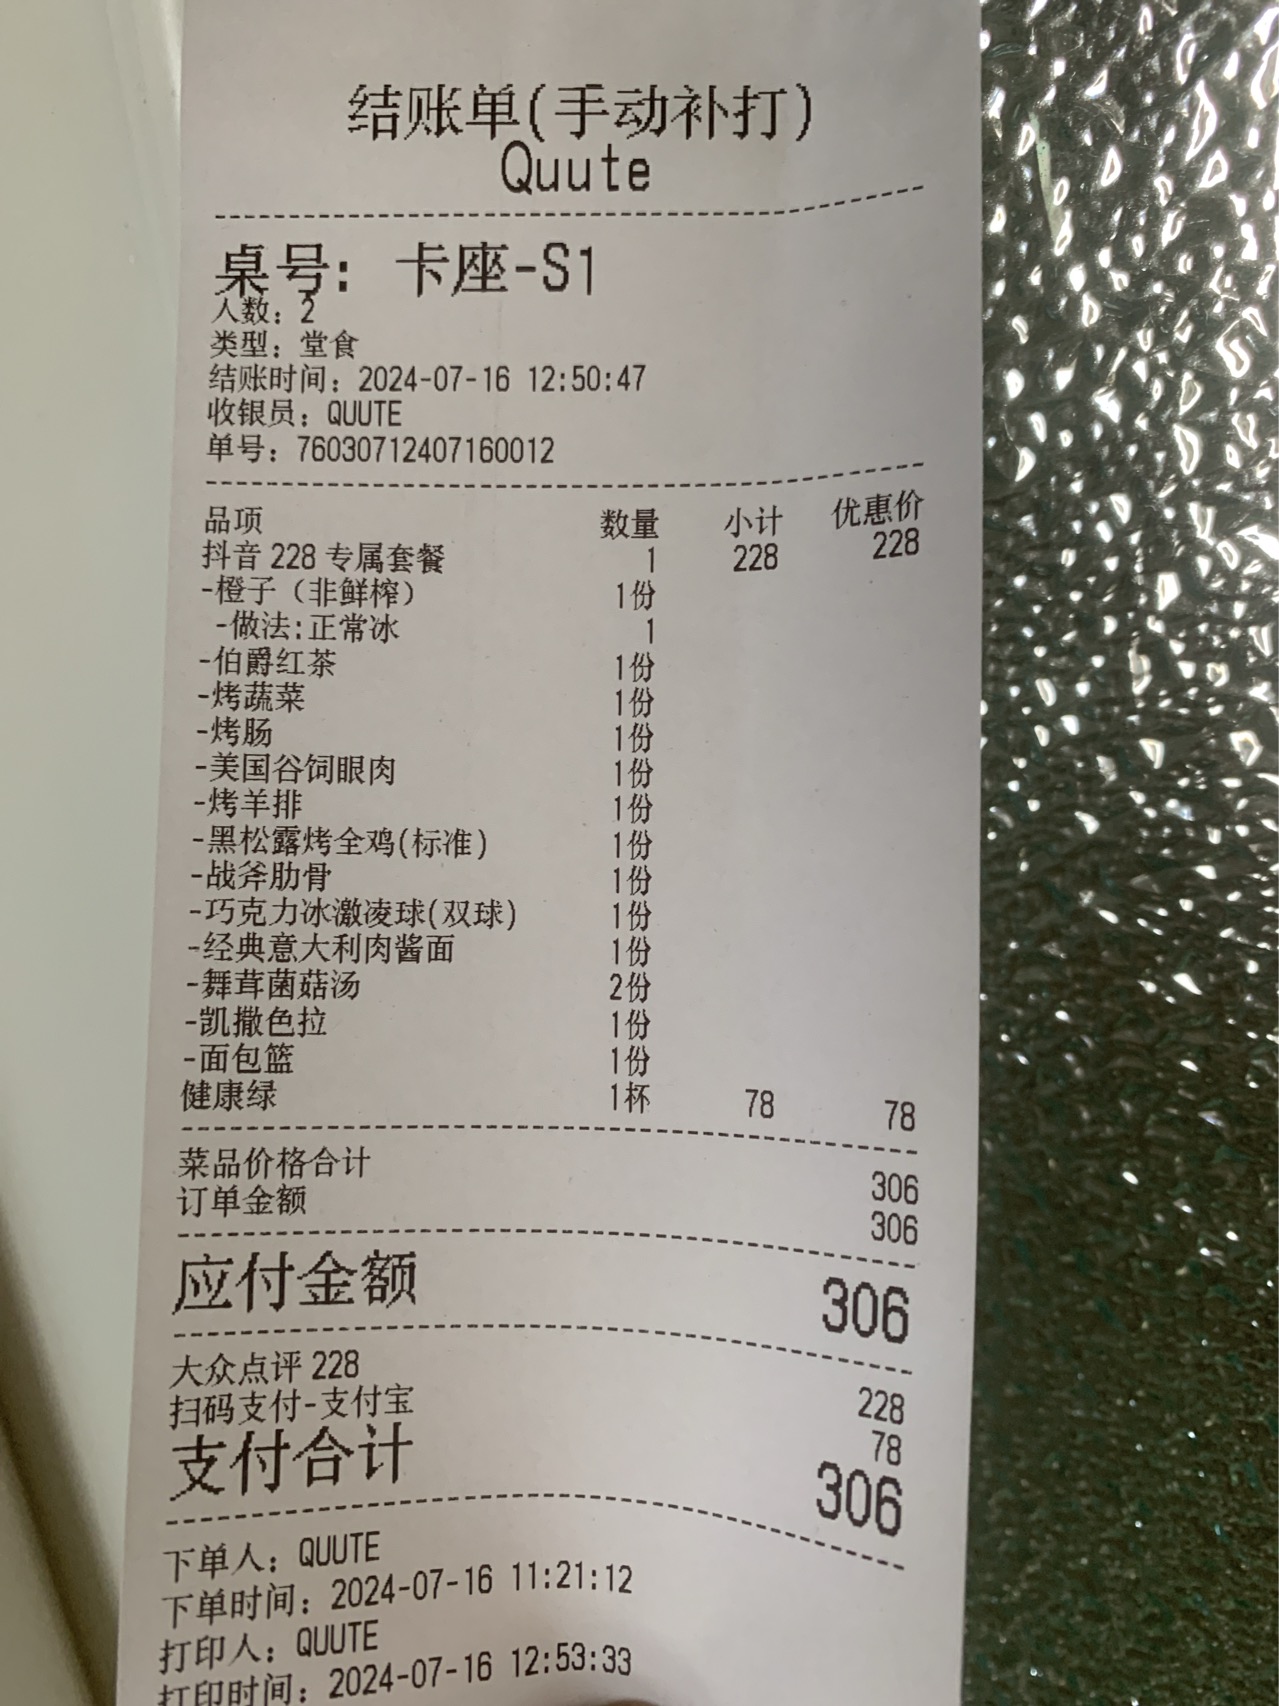 结账单(手动补打)
Quute
桌号: 卡座-S1
人数: 2
类型: 堂食
结账时间: 2024-07-16 12:50:47
收银员: QUUTE
单号: 76030712407160012
品项 数量 小计 优惠价
抖音 228 专属套餐 1 228 228
-橙子（非鲜榨） 1份
-做法:正常冰 1
-伯爵红茶 1份
-烤蔬菜 1份
-烤肠 1份
-美国谷饲眼肉 1份
-烤羊排 1份
-黑松露烤全鸡(标准) 1份
-战斧肋骨 1份
-巧克力冰激凌球(双球) 1份
-经典意大利肉酱面 1份
-舞茸菌菇汤 2份
-凯撒色拉 1份
-面包篮 1份
健康绿 1杯 78 78
菜品价格合计 306
订单金额 306
应付金额 306
大众点评 228 228
扫码支付-支付宝 78
支付合计 306
下单人: QUUTE
下单时间: 2024-07-16 11:21:12
打印人: QUUTE
打印时间: 2024-07-16 12:53:33